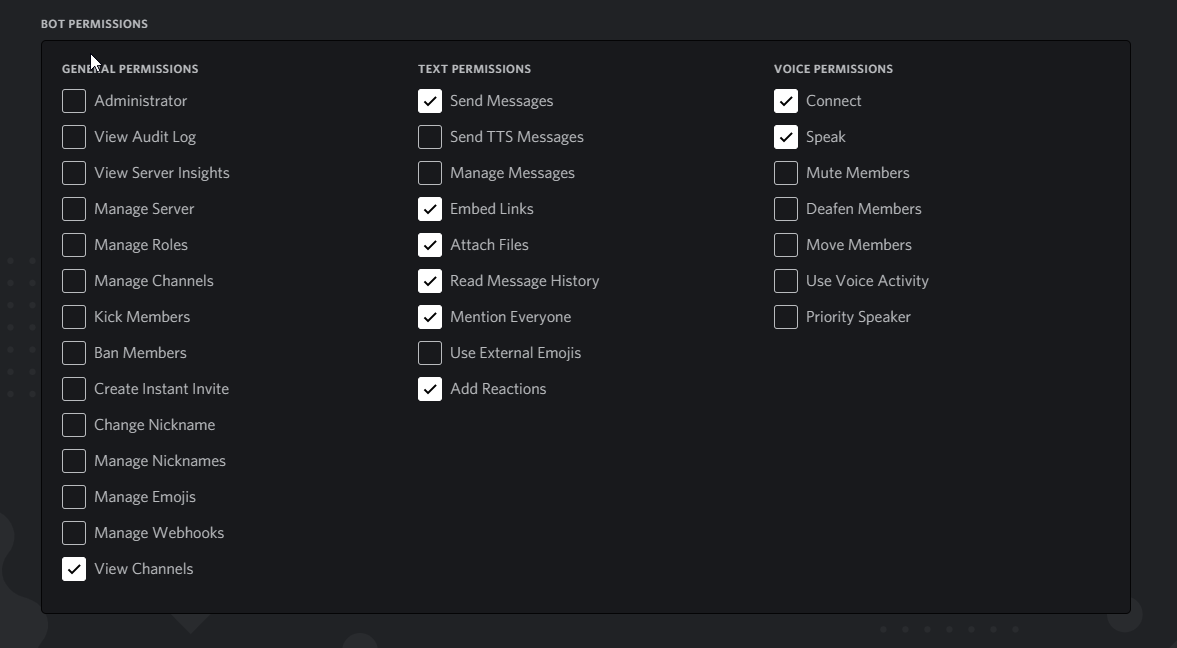 BOT PERMISSIONS
GENERAL PERMISSIONS
Administrator
View Audit Log
View Server Insights
Manage Server
Manage Roles
Manage Channels
Kick Members
Ban Members
Create Instant Invite
Change Nickname
Manage Nicknames
Manage Emojis
Manage Webhooks
View Channels
TEXT PERMISSIONS
Send Messages
Send TTS Messages
Manage Messages
Embed Links
Attach Files
Read Message History
Mention Everyone
Use External Emojis
Add Reactions
VOICE PERMISSIONS
Connect
Speak
Mute Members
Deafen Members
Move Members
Use Voice Activity
Priority Speaker